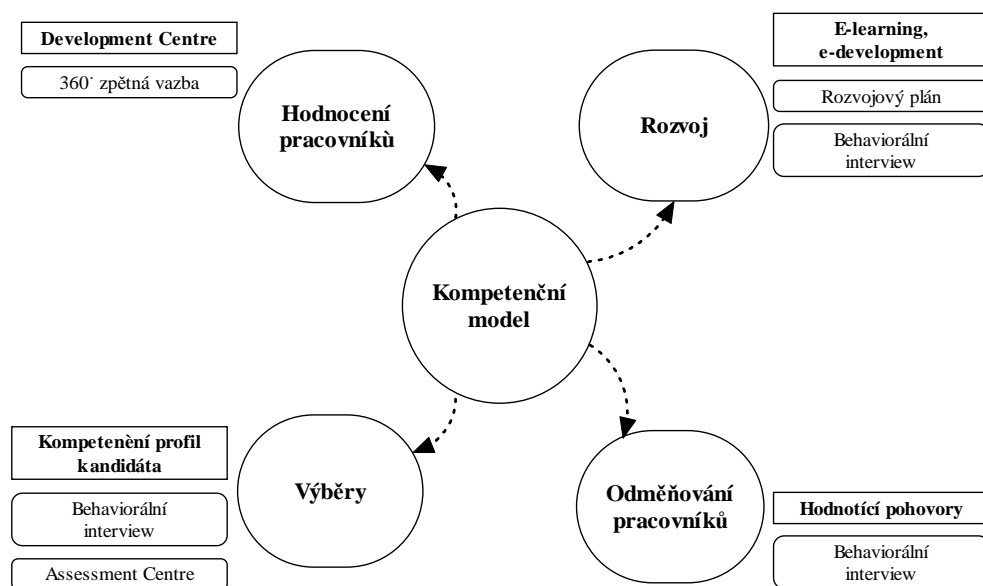 Development Centre
360˙ zpětná vazba
Hodnocení
pracovníkù
E-learning,
e-development
Rozvoj
Rozvojový plán
Behaviorální
interview
Kompetenční
model
Kompetenèní profil
kandidáta
Behaviorální
interview
Assessment Centre
Výběry
Odměňování
pracovníků
Hodnotící pohovory
Behaviorální
interview